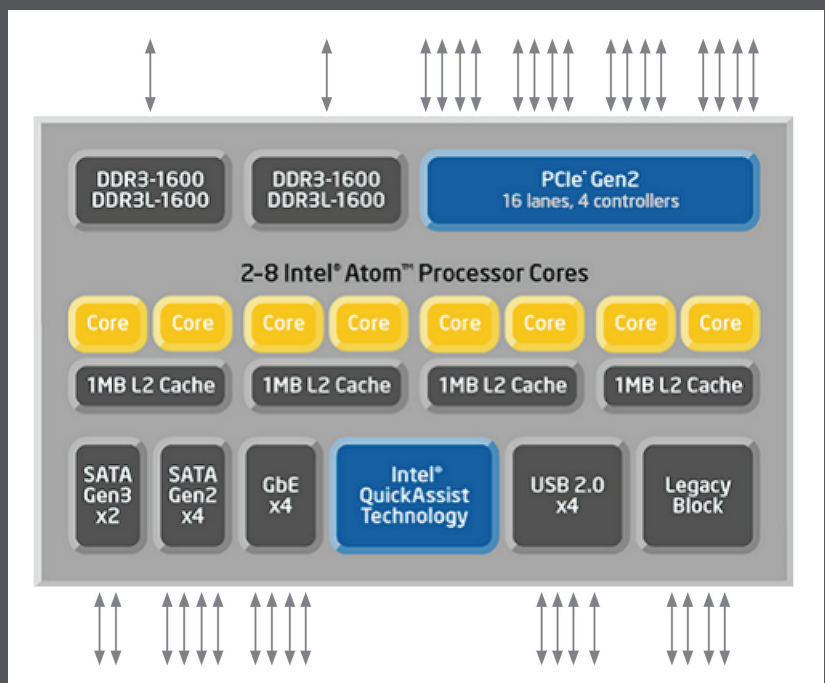 DDR3-1600
DDR3L-1600
DDR3-1600
DDR3L-1600
PCIe* Gen2
16 lanes, 4 controllers
2–8 Intel® Atom™ Processor Cores
Core
Core
Core
Core
Core
Core
Core
Core
1MB L2 Cache
1MB L2 Cache
1MB L2 Cache
1MB L2 Cache
SATA
Gen3
x2
SATA
Gen2
x4
GbE
x4
Intel®
QuickAssist
Technology
USB 2.0
x4
Legacy
Block